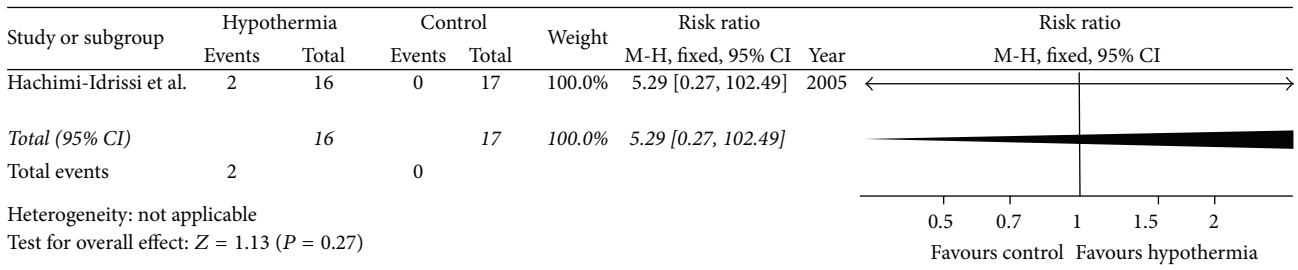 Study or subgroup Hypothermia Control Weight Risk ratio Risk ratio
Events Total Events Total M-H, fixed, 95% CI Year M-H, fixed, 95% CI
Hachimi-Idrissi et al. 2 16 0 17 100.0% 5.29 [0.27, 102.49] 2005
Total (95% CI) 16 17 100.0% 5.29 [0.27, 102.49]
Total events 2 0
Heterogeneity: not applicable
Test for overall effect: Z = 1.13 (P = 0.27)
0.5 0.7 1 1.5 2
Favours control Favours hypothermia